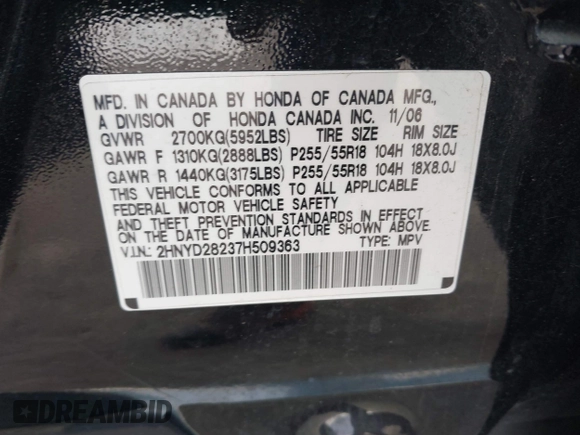 MFD. IN CANADA BY HONDA OF CANADA MFG.,
A DIVISION OF HONDA CANADA INC. 11/06
GVWR 2700KG(5952LBS) TIRE SIZE RIM SIZE
GAWR F 1310KG(2888LBS) P255/55R18 104H 18X8.0J
GAWR R 1440KG(3175LBS) P255/55R18 104H 18X8.0J
THIS VEHICLE CONFORMS TO ALL APPLICABLE
FEDERAL MOTOR VEHICLE SAFETY
AND THEFT PREVENTION STANDARDS IN EFFECT
ON THE DATE OF MANUFACTURE SHOWN ABOVE.
V.I.N.: 2HNYD28237H509363 TYPE: MPV
DREAMBID